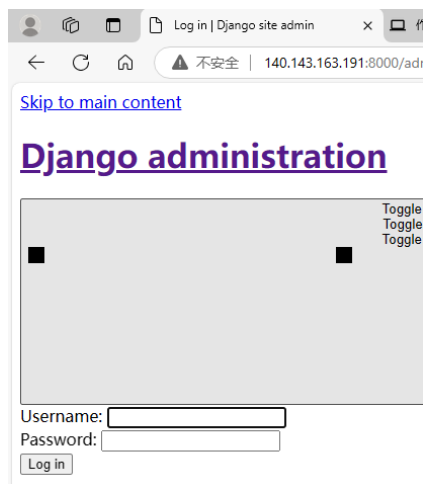 Log in | Django site admin
不安全 | 140.143.163.191:8000/adm
Skip to main content
Django administration
Toggle
Toggle
Toggle
Username:
Password:
Log in